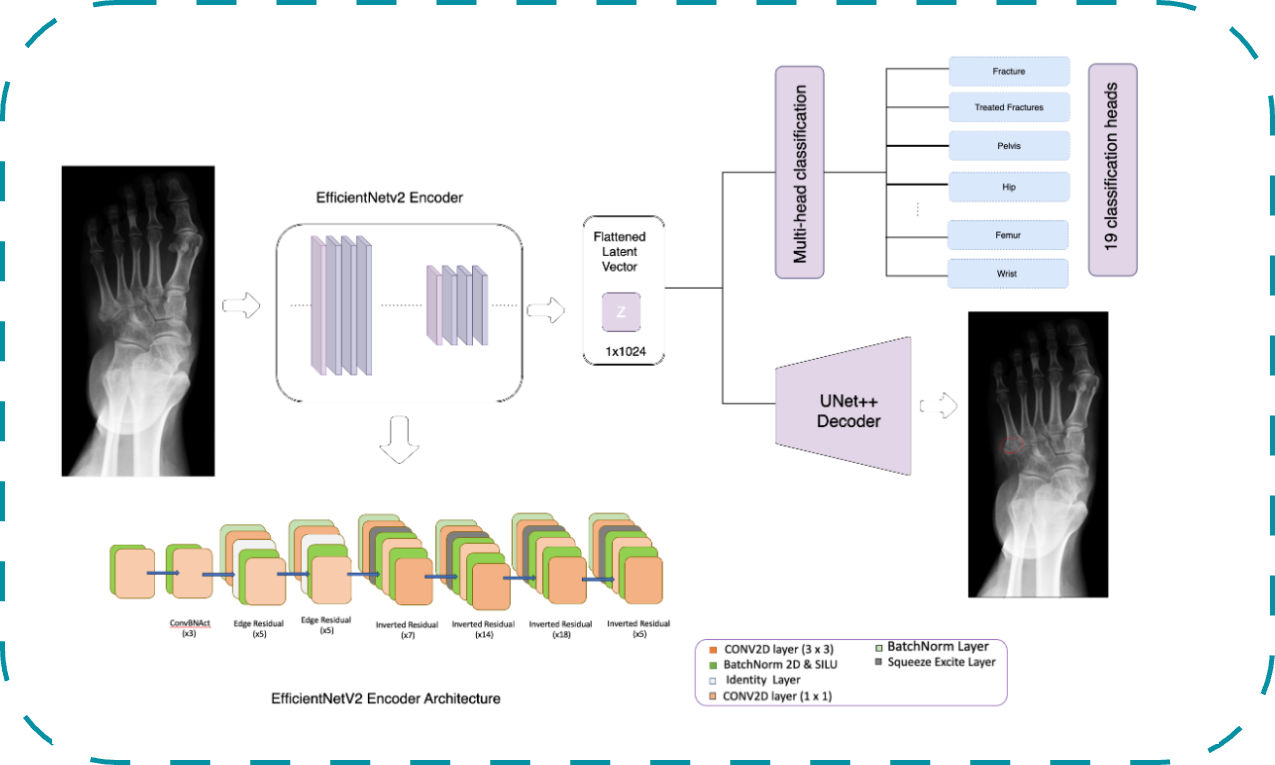 EfficientNetv2 Encoder
Flattened
Latent
Vector
Z
1x1024
Multi-head classification
Fracture
Treated Fractures
Pelvis
Hip
Femur
Wrist
19 classification heads
UNet++
Decoder
ConvBNAct
(x3)
Edge Residual
(x5)
Edge Residual
(x5)
Inverted Residual
(x7)
Inverted Residual
(x14)
Inverted Residual
(x18)
Inverted Residual
(x5)
EfficientNetV2 Encoder Architecture
CONV2D layer (3 x 3)
BatchNorm 2D & SILU
Identity Layer
CONV2D layer (1 x 1)
BatchNorm Layer
Squeeze Excite Layer